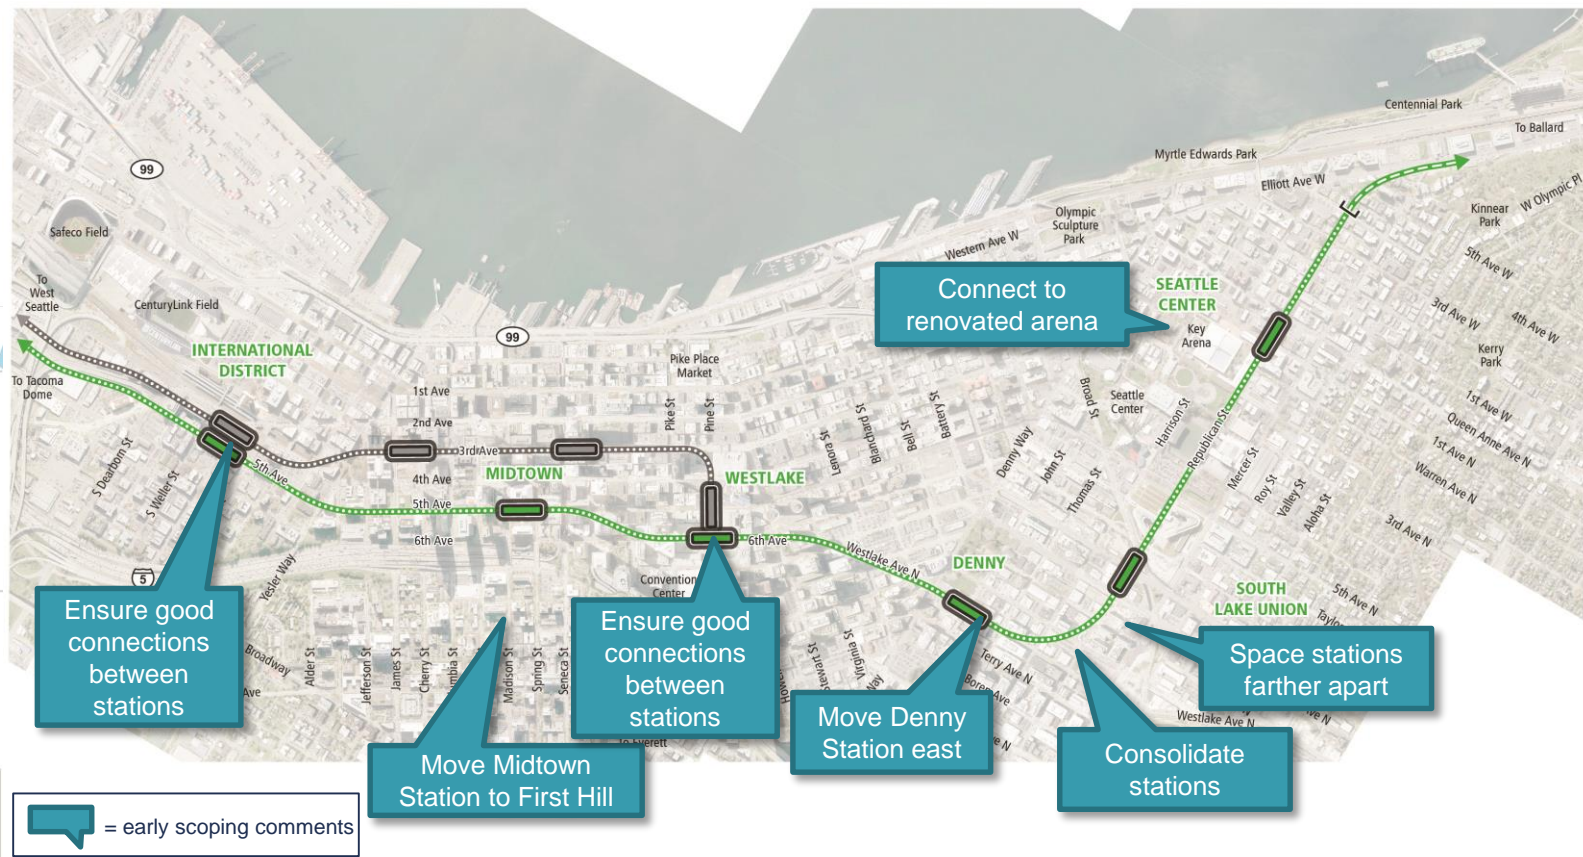 Centennial Park
To Ballard
99
Myrtle Edwards Park
Elliott Ave W
W Olympic Pl
Kinnear
Park
Safeco Field
Olympic
Sculpture
Park
Western Ave W
5th Ave W
To
West
Seattle
CenturyLink Field
Connect to
renovated arena
SEATTLE
CENTER
3rd Ave W
4th Ave W
99
Key
Arena
Kerry
Park
INTERNATIONAL
DISTRICT
Pike Place
Market
To Tacoma
Dome
1st Ave
2nd Ave
3rd Ave
4th Ave
5th Ave
6th Ave
Pike St
Pine St
Broad St
Seattle
Center
Harrison St
Republican St
1st Ave W
Queen Anne Ave N
1st Ave N
Warren Ave N
3rd Ave N
Lenora St
Blanchard St
Bell St
Battery St
Denny Way
John St
Thomas St
Mercer St
Roy St
Valley St
Aloha St
S Dearborn St
S Weller St
5th Ave
MIDTOWN
WESTLAKE
6th Ave
Westlake Ave N
DENNY
SOUTH
LAKE UNION
5th Ave N
5
Yesler Way
Convention
Center
Ensure good
connections
between
stations
Ensure good
connections
between
stations
Broadway
Alder St
Jefferson St
James St
Cherry St
Madison St
Spring St
Seneca St
Stewart St
Virginia St
Terry Ave N
Boren Ave
Westlake Ave N
Space stations
farther apart
Move Denny
Station east
Consolidate
stations
Move Midtown
Station to First Hill
= early scoping comments